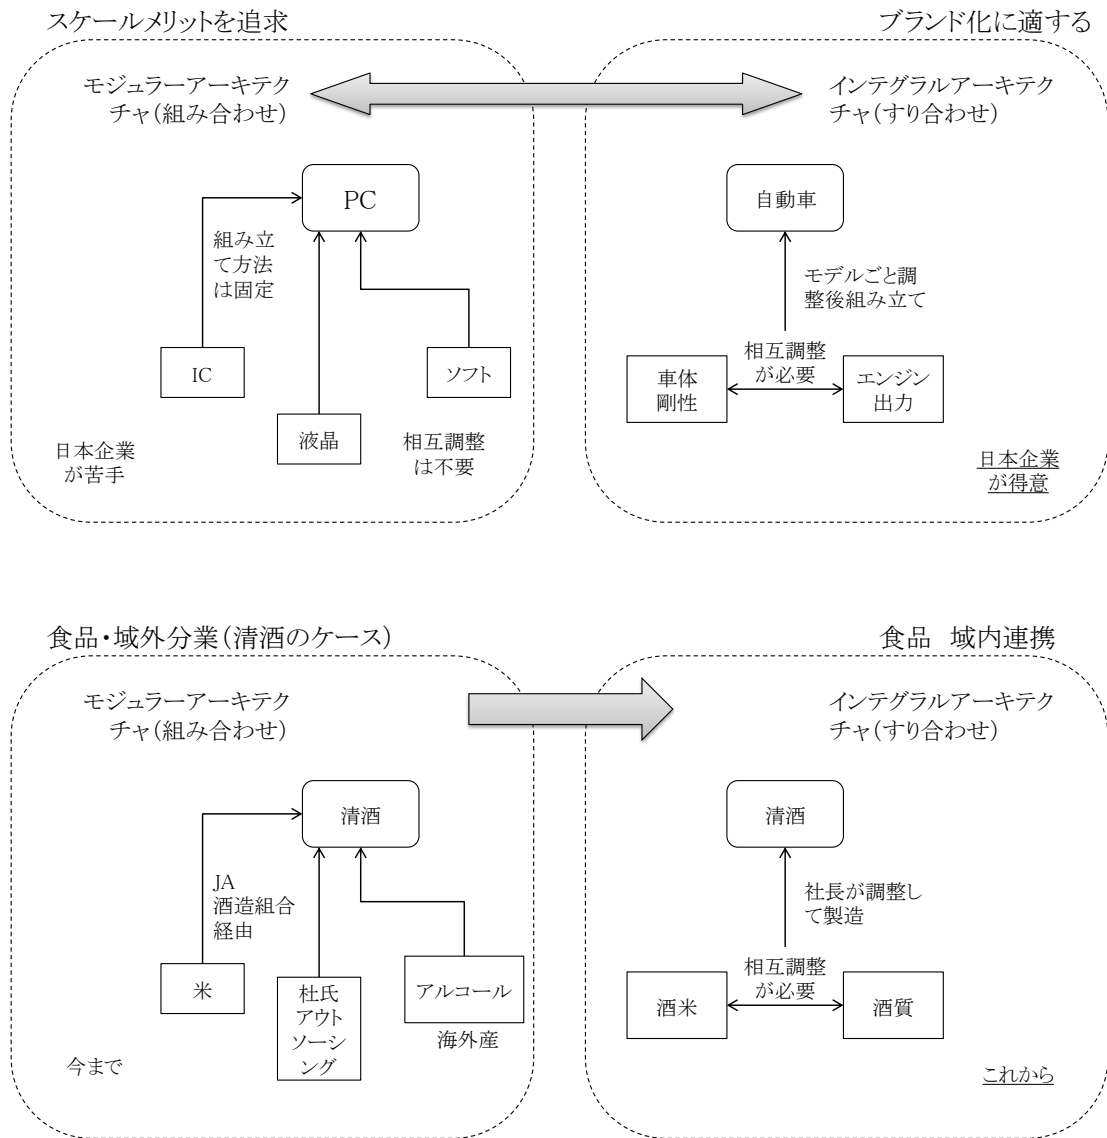 スケールメリットを追求
ブランド化に適する
モジュラーアーキテク
チャ(組み合わせ)
インテグラルアーキテク
チャ(すり合わせ)
PC
自動車
組み立
て方法
は固定
モデルごと調
整後組み立て
IC
ソフト
液晶
相互調整
が必要
車体
剛性
エンジン
出力
日本企業
が苦手
相互調整
は不要
日本企業
が得意
食品・域外分業(清酒のケース)
食品　域内連携
モジュラーアーキテク
チャ(組み合わせ)
インテグラルアーキテク
チャ(すり合わせ)
清酒
清酒
JA
酒造組合
経由
社長が調整し
て製造
米
杜氏
アウト
ソーシ
ング
アルコール
海外産
相互調整
が必要
酒米
酒質
今まで
これから